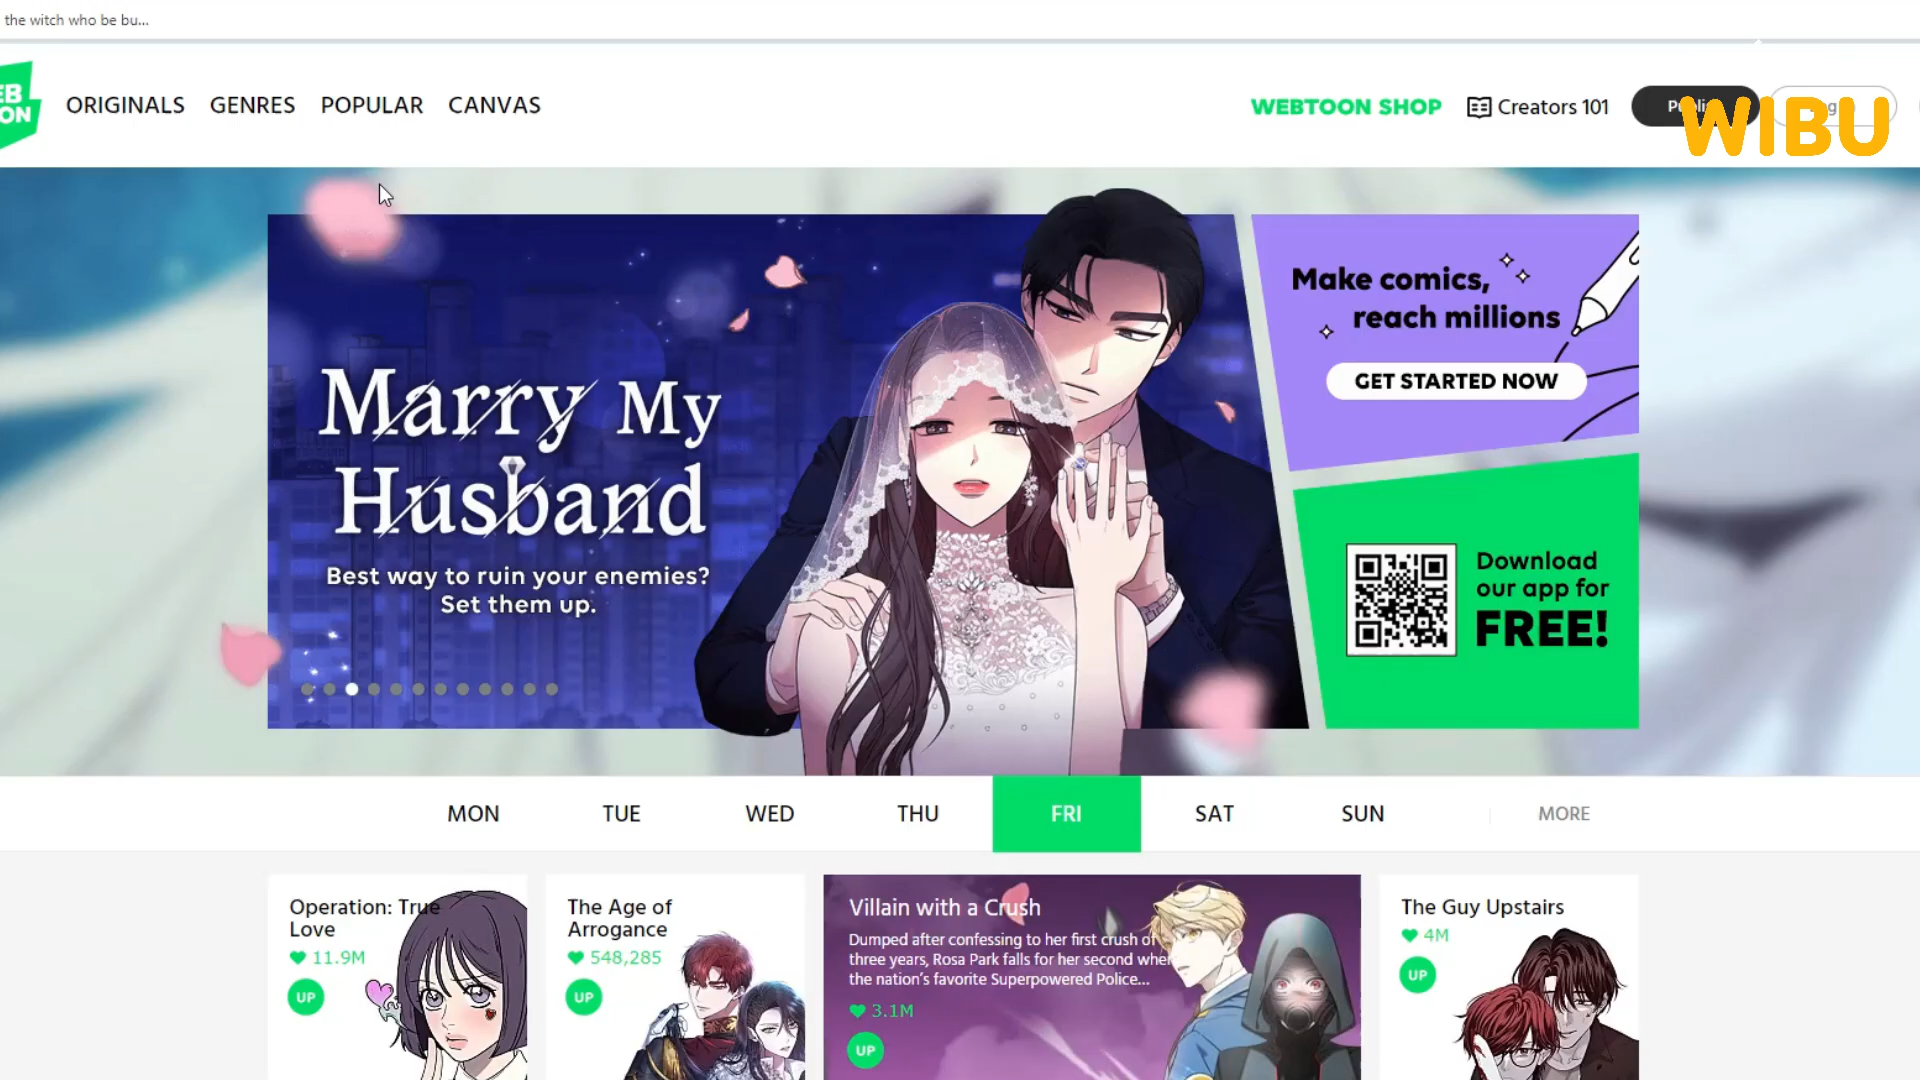 the witch who be bu...
EB
ON
ORIGINALS GENRES POPULAR CANVAS
WEBTOON SHOP Creators 101
WIBU
Marry My
Husband
Best way to ruin your enemies?
Set them up.
Make comics,
reach millions
GET STARTED NOW
Download
our app for
FREE!
MON TUE WED THU FRI SAT SUN MORE
Operation: True
Love
11.9M
UP
The Age of
Arrogance
548,285
UP
Villain with a Crush
Dumped after confessing to her first crush of
three years, Rosa Park falls for her second when
the nation's favorite Superpowered Police...
3.1M
UP
The Guy Upstairs
4M
UP